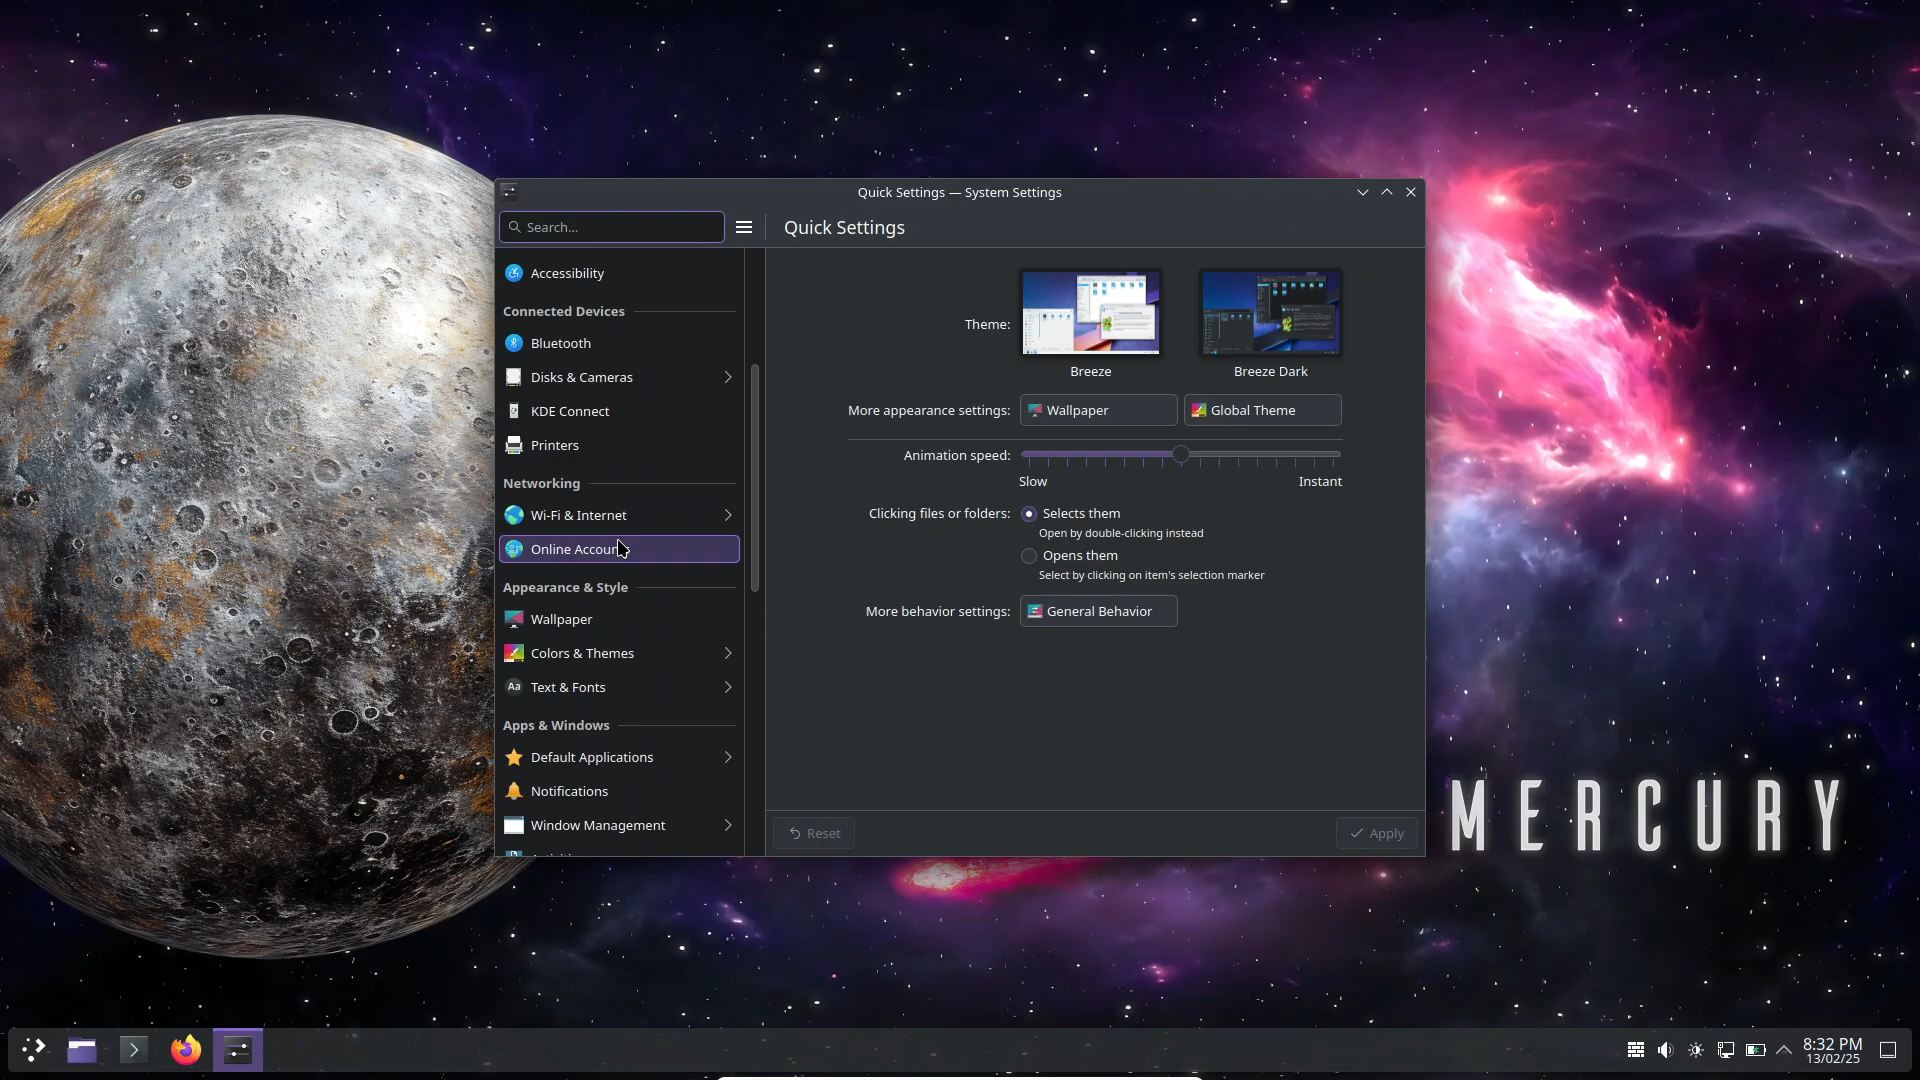 Quick Settings — System Settings
Search...
Quick Settings
Accessibility
Connected Devices
Bluetooth
Disks & Cameras
KDE Connect
Printers
Networking
Wi-Fi & Internet
Online Accoun
Appearance & Style
Wallpaper
Colors & Themes
Aa
Text & Fonts
Apps & Windows
Default Applications
Notifications
Window Management
Theme:
Breeze
Breeze Dark
More appearance settings:
Wallpaper
Global Theme
Animation speed:
Slow
Instant
Clicking files or folders:
Selects them
Open by double-clicking instead
Opens them
Select by clicking on item's selection marker
More behavior settings:
General Behavior
Reset
Apply
MERCURY
8:32 PM
13/02/25